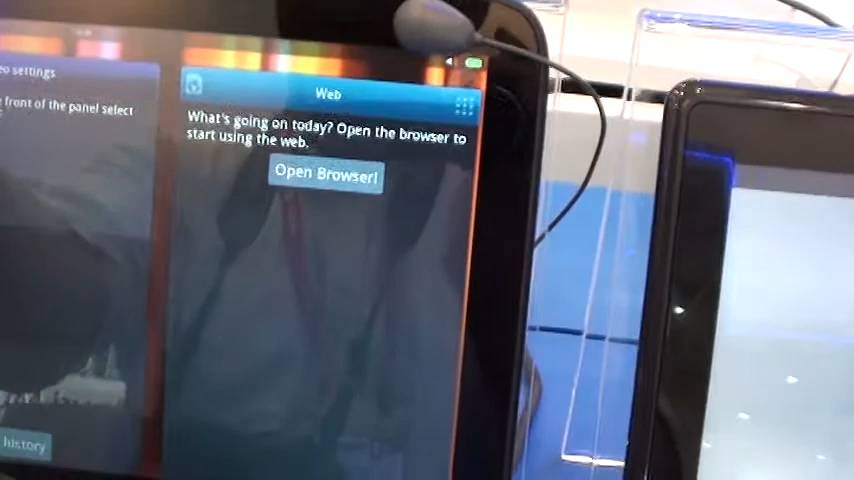 eo settings
front of the panel select
Web
What's going on today? Open the browser to
start using the web.
Open Browser!
history